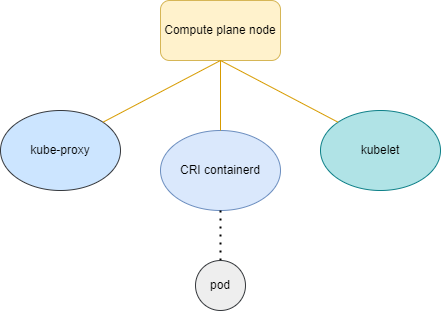 Compute plane node
kube-proxy
CRI containerd
kubelet
pod